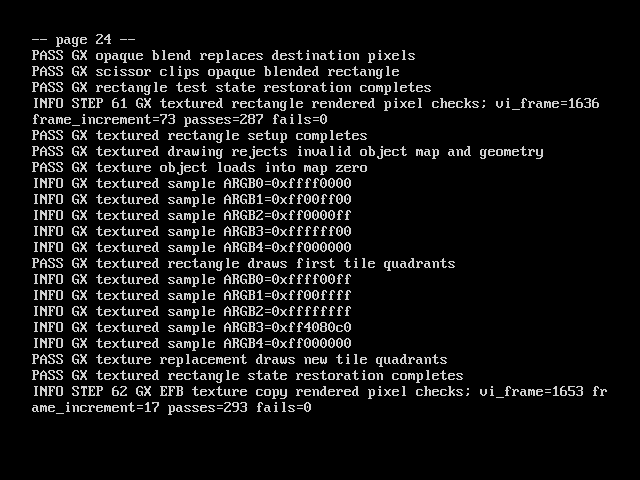 -- page 24 --
PASS GX opaque blend replaces destination pixels
PASS GX scissor clips opaque blended rectangle
PASS GX rectangle test state restoration completes
INFO STEP 61 GX textured rectangle rendered pixel checks; vi_frame=1636
frame_increment=73 passes=287 fails=0
PASS GX textured rectangle setup completes
PASS GX textured drawing rejects invalid object map and geometry
PASS GX texture object loads into map zero
INFO GX textured sample ARGB0=0xffff0000
INFO GX textured sample ARGB1=0xff00ff00
INFO GX textured sample ARGB2=0xff0000ff
INFO GX textured sample ARGB3=0xffffff00
INFO GX textured sample ARGB4=0xff000000
PASS GX textured rectangle draws first tile quadrants
INFO GX textured sample ARGB0=0xffff00ff
INFO GX textured sample ARGB1=0xff00ffff
INFO GX textured sample ARGB2=0xffffffff
INFO GX textured sample ARGB3=0xff4080c0
INFO GX textured sample ARGB4=0xff000000
PASS GX texture replacement draws new tile quadrants
PASS GX textured rectangle state restoration completes
INFO STEP 62 GX EFB texture copy rendered pixel checks; vi_frame=1653 fr
ame_increment=17 passes=293 fails=0